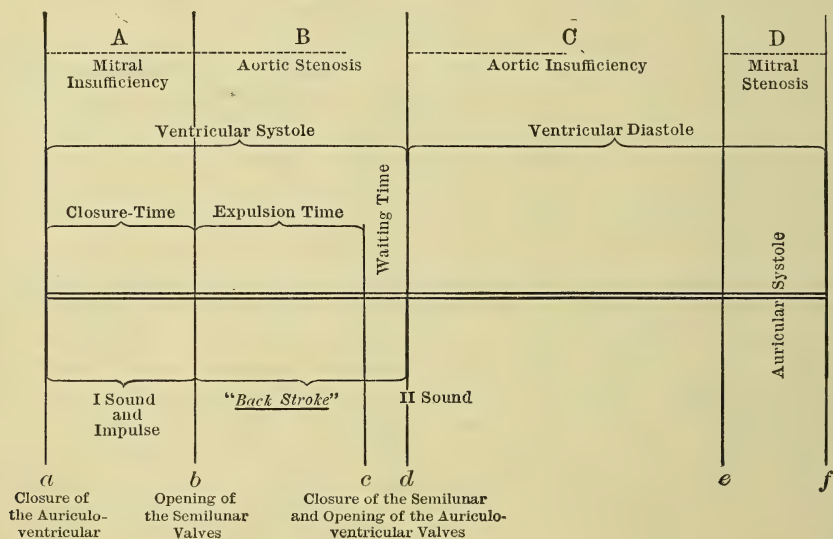 A B C D
Mitral
Insufficiency
Aortic Stenosis
Aortic Insufficiency
Mitral
Stenosis
Ventricular Systole
Ventricular Diastole
Closure-Time
Expulsion Time
Waiting Time
Auricular Systole
I Sound
and
Impulse
"Back Stroke"
II Sound
a b c d e f
Closure of
the Auriculo-
ventricular
Opening of
the Semilunar
Valves
Closure of the Semilunar
and Opening of the Auriculo-
ventricular Valves